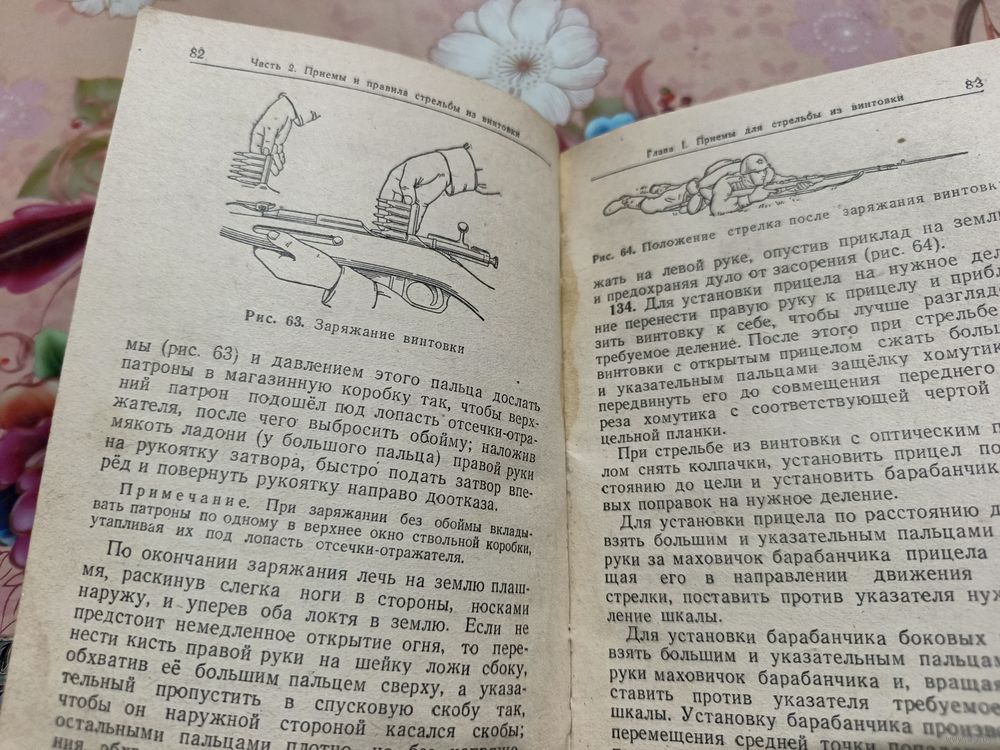 82
Часть 2. Приемы и правила стрельбы из винтовки
Рис. 63. Заряжание винтовки
мы (рис. 63) и давлением этого пальца дослать
патроны в магазинную коробку так, чтобы верх-
ний патрон подошёл под лопасть отсечки-отра-
жателя, после чего выбросить обойму; наложив
мякоть ладони (у большого пальца) правой руки
на рукоятку затвора, быстро подать затвор впе-
рёд и повернуть рукоятку направо доотказа.
Примечание. При заряжании без обоймы вклады-
вать патроны по одному в верхнее окно ствольной коробки,
утапливая их под лопасть отсечки-отражателя.
По окончании заряжания лечь на землю плаш-
мя, раскинув слегка ноги в стороны, носками
наружу, и уперев оба локтя в землю. Если не
предстоит немедленное открытие огня, то пере-
нести кисть правой руки на шейку ложи сбоку,
обхватив её большим пальцем сверху, а указа-
тельный пропустить в спусковую скобу так,
чтобы он наружной стороной касался скобы;
остальными пальцами плотно, но без напряже-
83
Глава I. Приемы для стрельбы из винтовки
Рис. 64. Положение стрелка после заряжания винтовк
жать на левой руке, опустив приклад на земл
и предохраняя дуло от засорения (рис. 64).
134. Для установки прицела на нужное дел
ние перенести правую руку к прицелу и прибл
зить винтовку к себе, чтобы лучше разгляде
требуемое деление. После этого при стрельбе
винтовки с открытым прицелом сжать больш
и указательным пальцами защёлку хомутик
передвинуть его до совмещения переднего
реза хомутика с соответствующей чертой
цельной планки.
При стрельбе из винтовки с оптическим п
лом снять колпачки, установить прицел по
стоянию до цели и установить барабанчик
вых поправок на нужное деление.
Для установки прицела по расстоянию д
взять большим и указательным пальцами
руки за маховичок барабанчика прицела
щая его в направлении движения
стрелки, поставить против указателя нуж
ление шкалы.
Для установки барабанчика боковых
взять большим и указательным пальцам
руки маховичок барабанчика и, вращая
ставить против указателя требуемое
шкалы. Установку барабанчика произв
перемещения средней точки